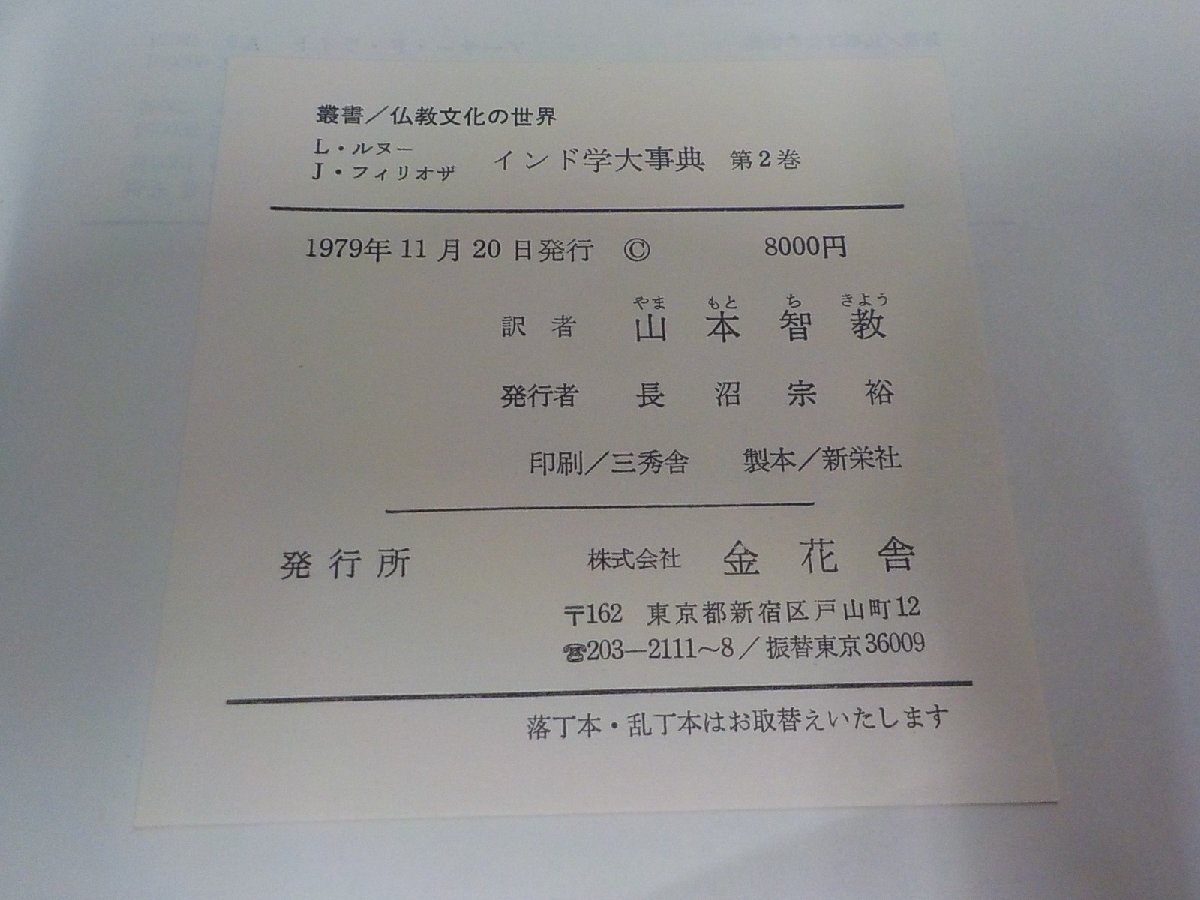 叢書/仏教文化の世界
L・ルヌー
J・フィリオザ
インド学大事典 第2巻
1979年11月20日発行 © 8000円
やま もと ち きよう
訳者 山本智教
発行者 長沼宗裕
印刷/三秀舎 製本/新栄社
発行所 株式会社 金花舎
〒162 東京都新宿区戸山町12
☎203―2111~8/振替東京36009
落丁本・乱丁本はお取替えいたします